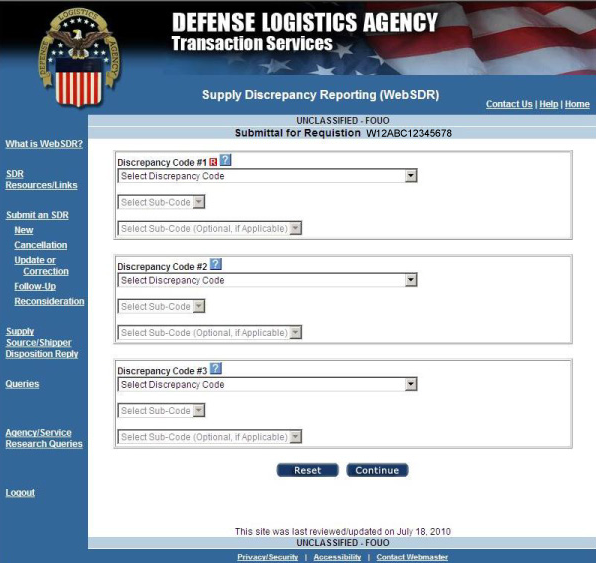 DEFENSE LOGISTICS AGENCY
Transaction Services
DEFENSE LOGISTICS AGENCY
Supply Discrepancy Reporting (WebSDR)
Contact Us | Help | Home
UNCLASSIFIED - FOUO
Submittal for Requistion W12ABC12345678
What is WebSDR?
SDR
Resources/Links
Submit an SDR
New
Cancellation
Update or
Correction
Follow-Up
Reconsideration
Supply
Source/Shipper
Disposition Reply
Queries
Agency/Service
Research Queries
Logout
Discrepancy Code #1 R ?
Select Discrepancy Code
Select Sub-Code
Select Sub-Code (Optional, if Applicable)
Discrepancy Code #2 ?
Select Discrepancy Code
Select Sub-Code
Select Sub-Code (Optional, if Applicable)
Discrepancy Code #3 ?
Select Discrepancy Code
Select Sub-Code
Select Sub-Code (Optional, if Applicable)
Reset Continue
This site was last reviewed/updated on July 18, 2010
UNCLASSIFIED - FOUO
Privacy/Security | Accessibility | Contact Webmaster